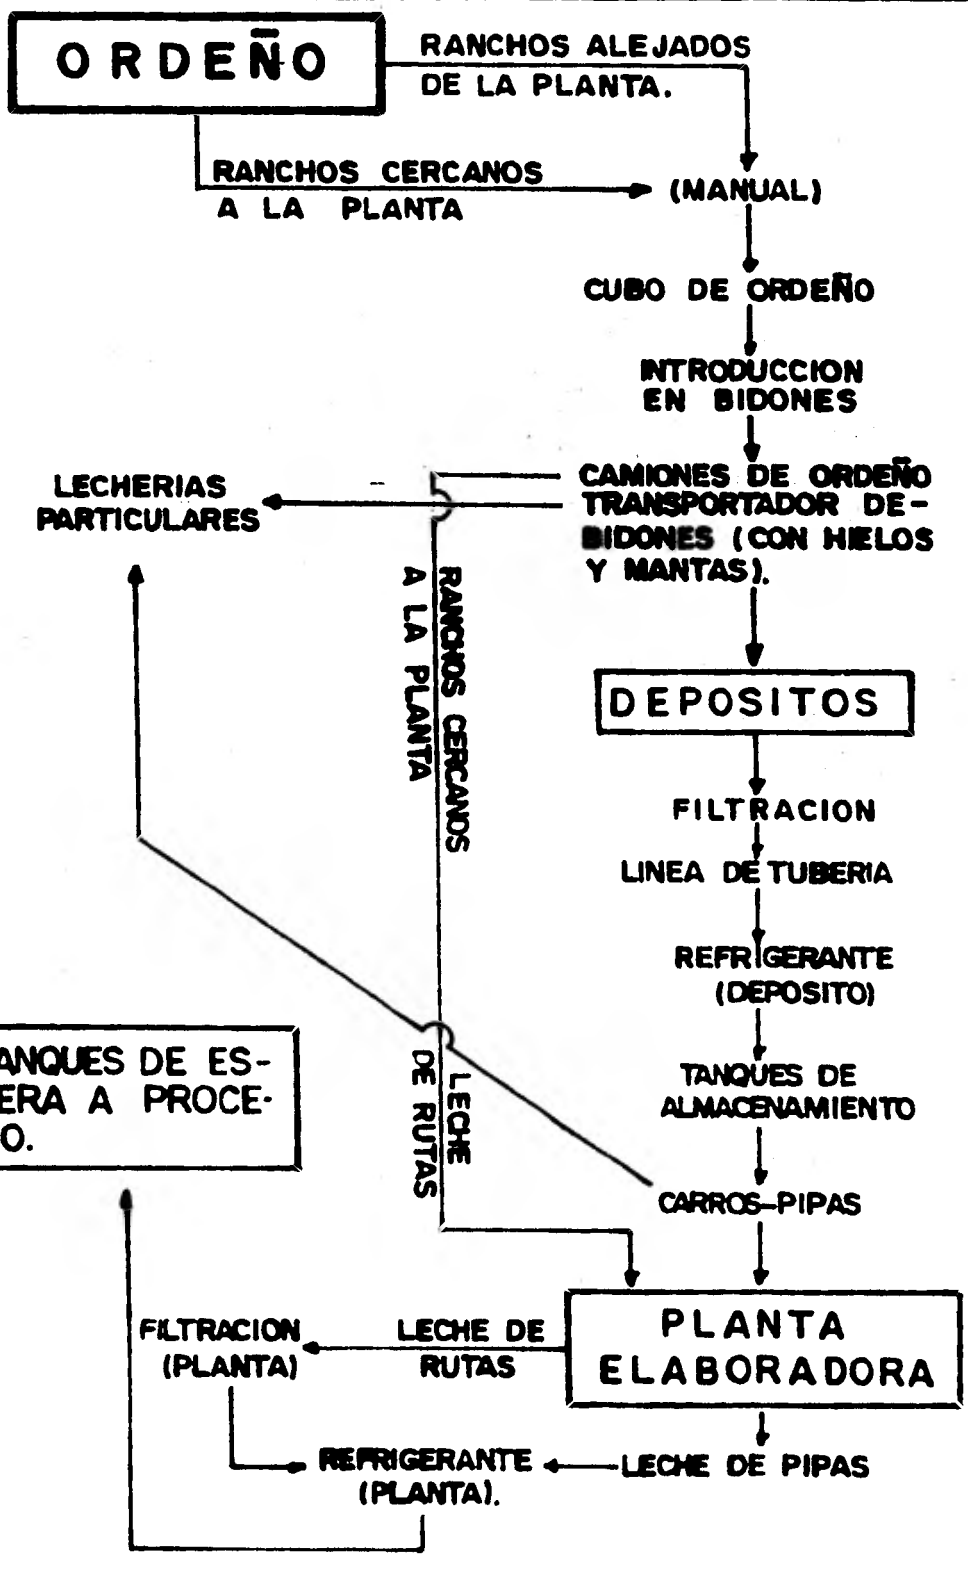 ORDEÑO
RANCHOS ALEJADOS
DE LA PLANTA.
RANCHOS CERCANOS
A LA PLANTA
(MANUAL)
CUBO DE ORDEÑO
INTRODUCCION
EN BIDONES
CAMIONES DE ORDEÑO
TRANSPORTADOR DE-
BIDONES (CON HIELOS
Y MANTAS).
LECHERIAS
PARTICULARES
RANCHOS CERCANOS
A LA PLANTA
DEPOSITOS
FILTRACION
LINEA DE TUBERIA
REFRIGERANTE
(DEPOSITO)
TANQUES DE
ALMACENAMIENTO
CARROS-PIPAS
LECHE
DE RUTAS
ANQUES DE ES-
ERA A PROCE-
O.
PLANTA
ELABORADORA
LECHE DE
RUTAS
FILTRACION
(PLANTA)
LECHE DE PIPAS
REFRIGERANTE
(PLANTA).